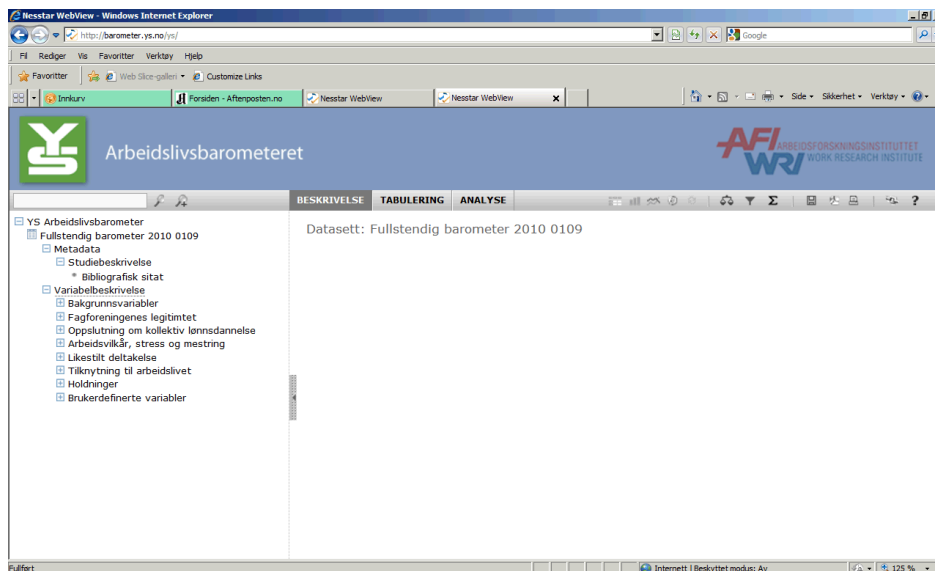 Nesstar WebView - Windows Internet Explorer
http://barometer.ys.no/ys/
Google
Fil Rediger Vis Favoritter Verktøy Hjelp
Favoritter Web Slice-galleri Customize Links
Innkurv Forsiden - Aftenposten.no Nesstar WebView Nesstar WebView Side Sikkerhet Verktøy
YS Arbeidslivsbarometeret
AFI ARBEIDSFORSKNINGSINSTITUTTET
WRI WORK RESEARCH INSTITUTE
BESKRIVELSE TABULERING ANALYSE
YS Arbeidslivsbarometer
Fullstendig barometer 2010 0109
Metadata
Studiebeskrivelse
* Bibliografisk sitat
Variabelbeskrivelse
Bakgrunnsvariabler
Fagforeningenes legitimtet
Oppslutning om kollektiv lønnsdannelse
Arbeidsvilkår, stress og mestring
Likestilt deltakelse
Tilknytning til arbeidslivet
Holdninger
Brukerdefinerte variabler
Datasett: Fullstendig barometer 2010 0109
Fullført
Internett | Beskyttet modus: Av
125 %